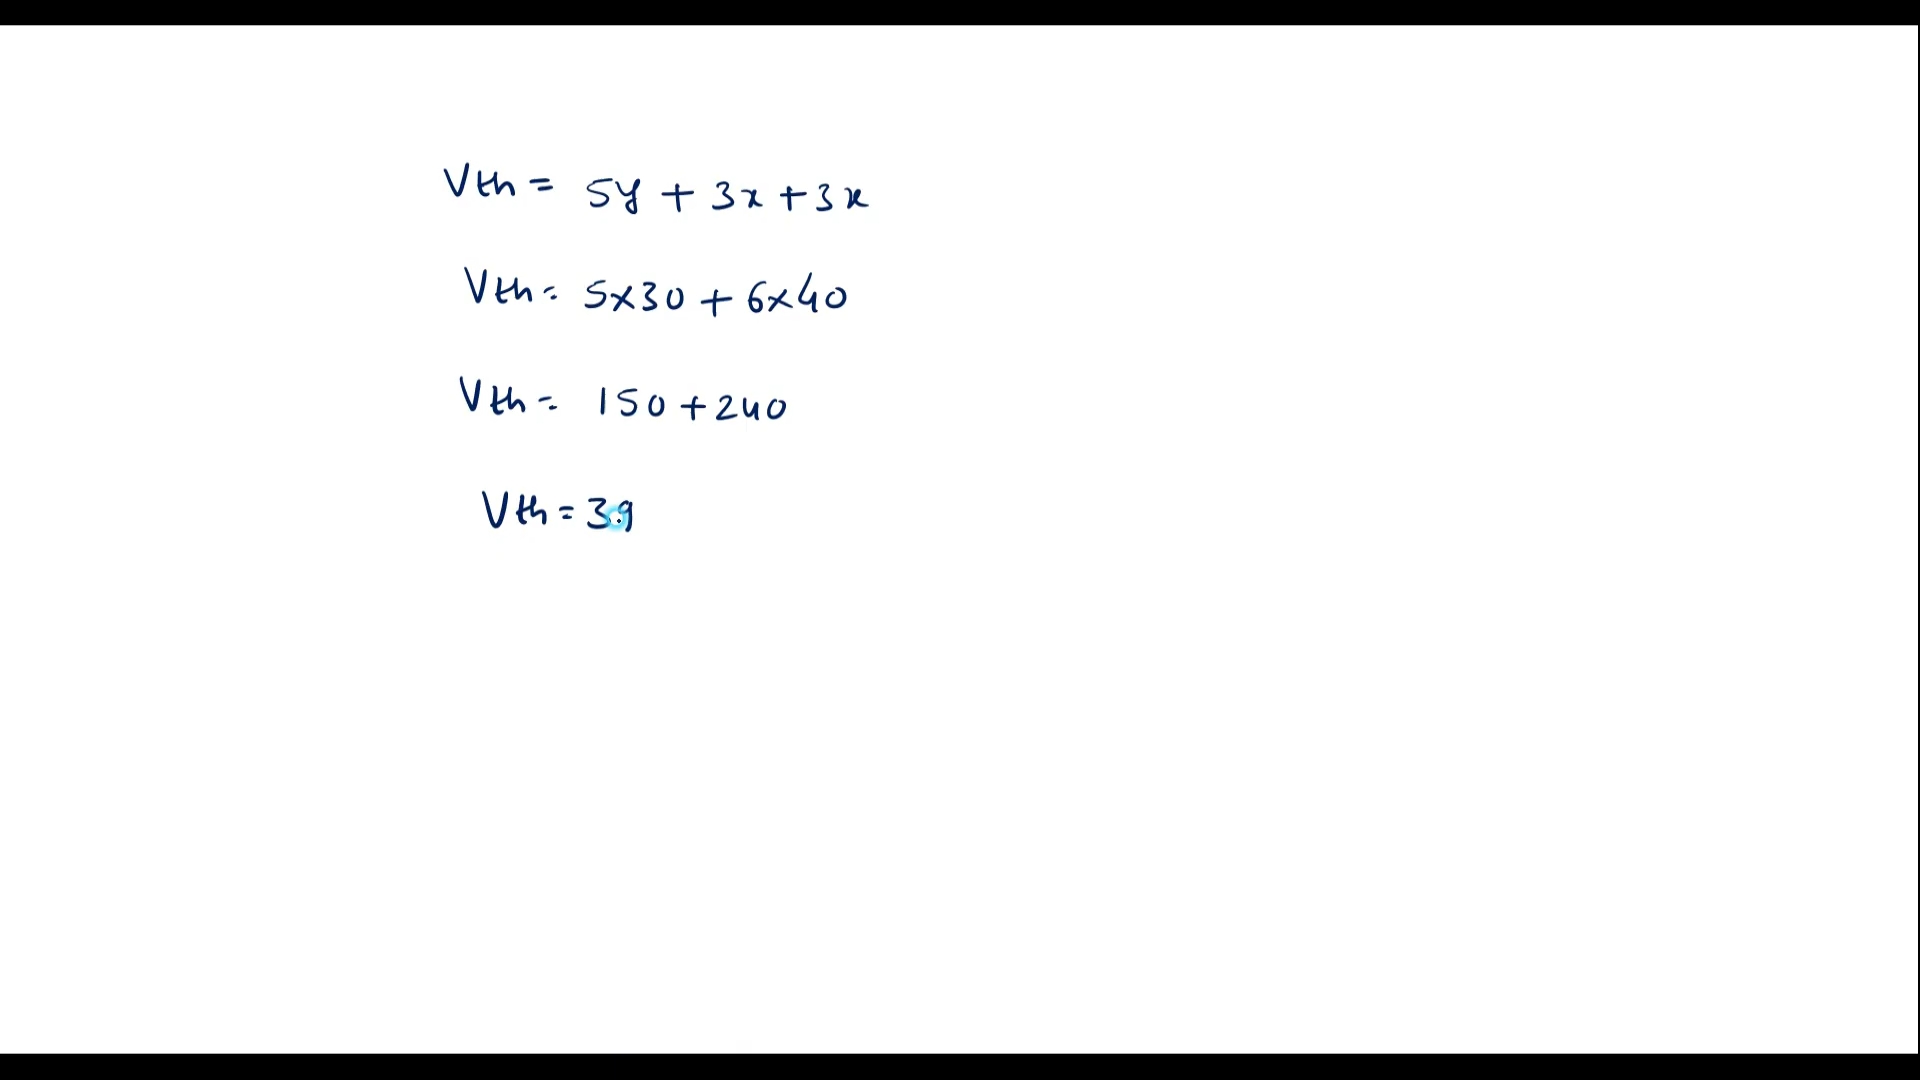 Vth = 5y + 3x + 3x
Vth = 5x30 + 6x40
Vth = 150 + 240
Vth = 39